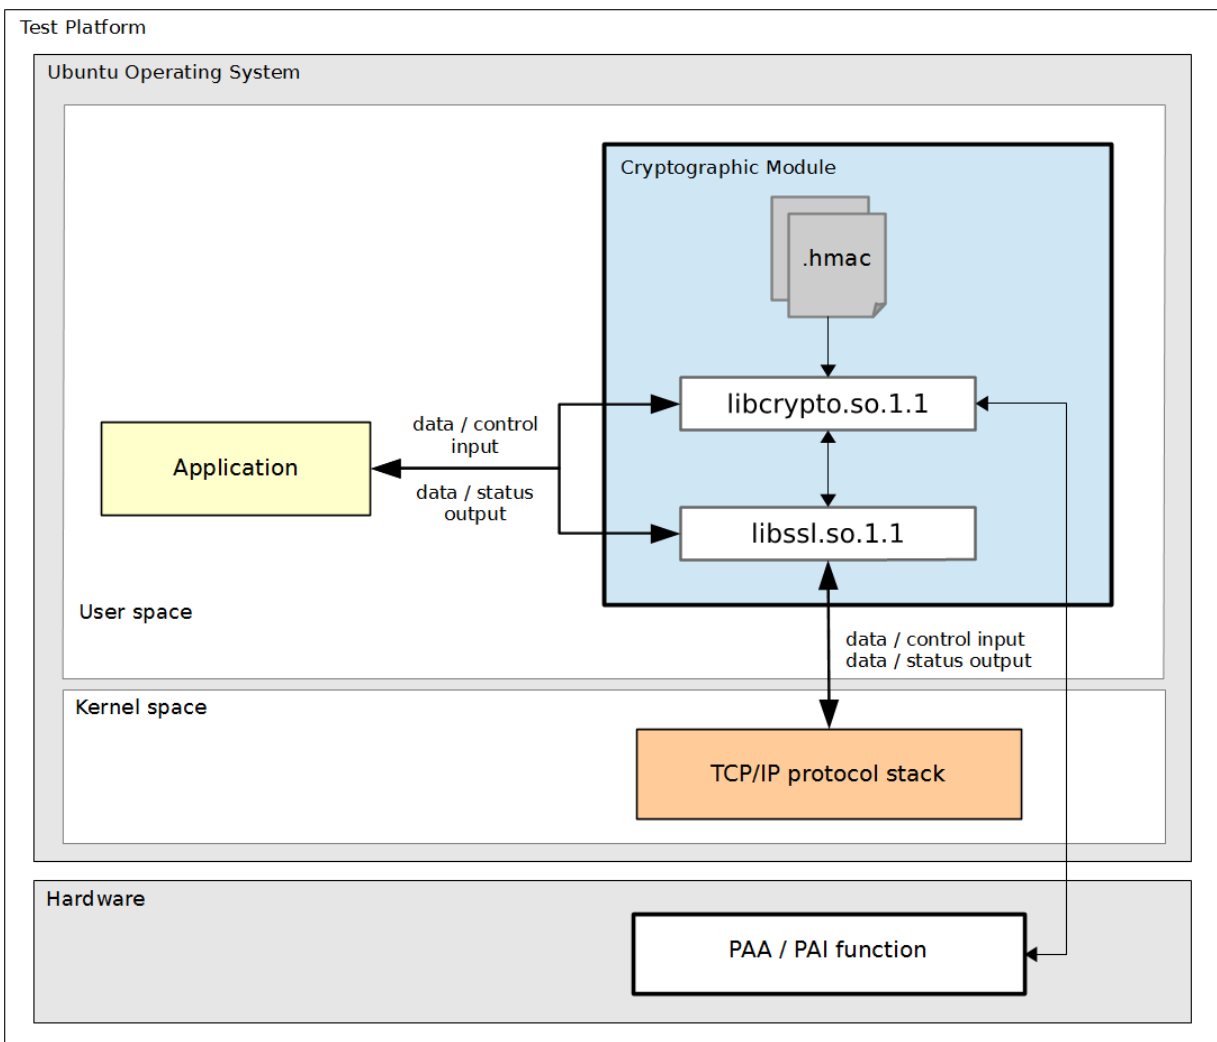 Test Platform
Ubuntu Operating System
Cryptographic Module
.hmac
libcrypto.so.1.1
data / control
input
Application
data / status
output
libssl.so.1.1
User space
data / control input
data / status output
Kernel space
TCP/IP protocol stack
Hardware
PAA / PAI function